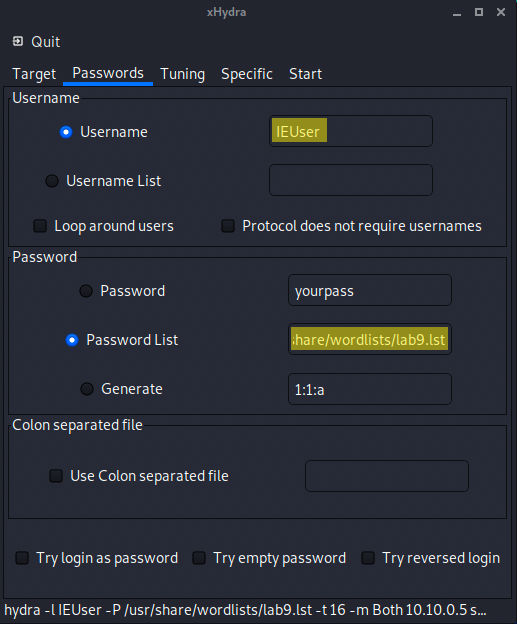 xHydra
Quit
Target Passwords Tuning Specific Start
Username
Username IEUser
Username List
Loop around users Protocol does not require usernames
Password
Password yourpass
Password List share/wordlists/lab9.lst
Generate 1:1:a
Colon separated file
Use Colon separated file
Try login as password Try empty password Try reversed login
hydra -l IEUser -P /usr/share/wordlists/lab9.lst -t 16 -m Both 10.10.0.5 s...